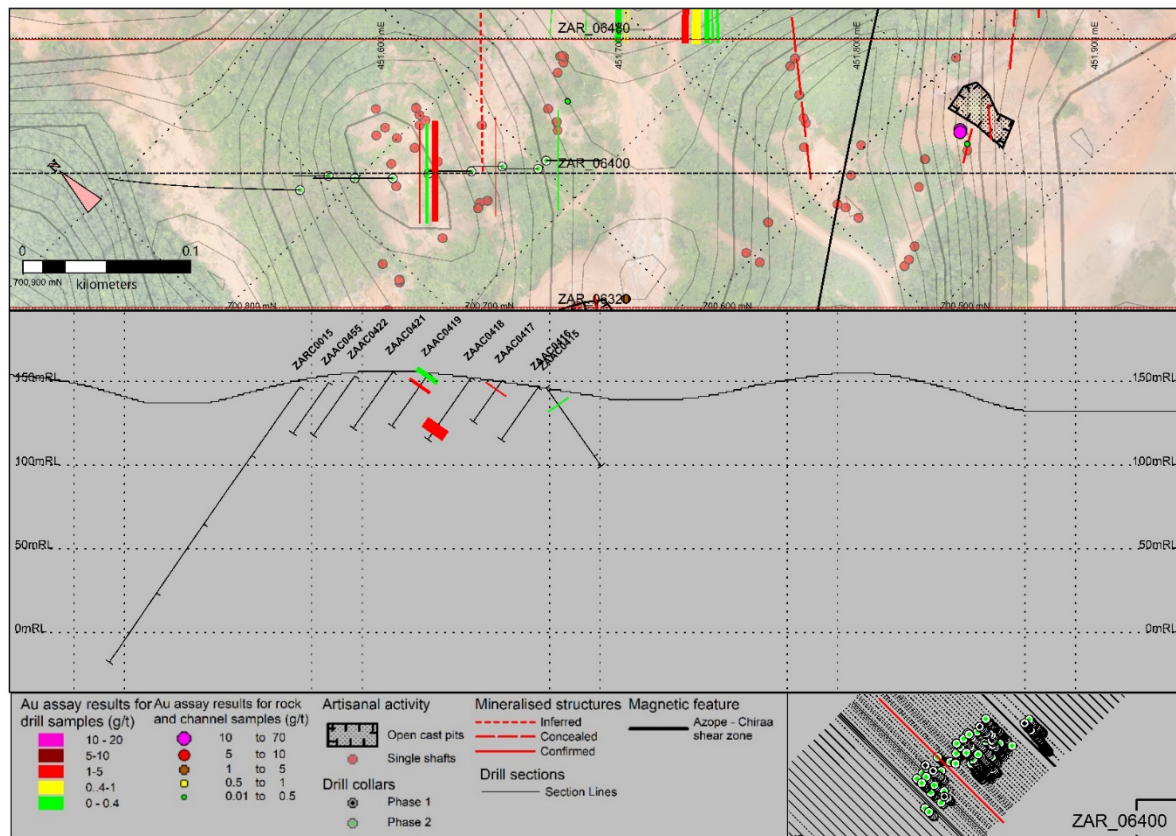 ZAR_06480
451,600 mE
451,700 mE
451,800 mE
451,900 mE
ZAR_06400
N
0
0.1
kilometers
700,900 mN
700,800 mN
700,700 mN
ZAR_06320
700,600 mN
700,500 mN
ZARC0015
ZAAC0455
ZAAC0422
ZAAC0421
ZAAC0419
ZAAC0418
ZAAC0417
ZAAC0416
ZAAC0415
150mRL
150mRL
100mRL
100mRL
50mRL
50mRL
0mRL
0mRL
Au assay results for
drill samples (g/t)
10 - 20
5-10
1-5
0..4-1
0 - 0.4
Au assay results for rock
and channel samples (g/t)
10 to 70
5 to 10
1 to 5
0.5 to 1
0.01 to 0.5
Artisanal activity
Open cast pits
Single shafts
Drill collars
Phase 1
Phase 2
Mineralised structures
Inferred
Concealed
Confirmed
Drill sections
Section Lines
Magnetic feature
Azope - Chiraa
shear zone
ZAR_06400